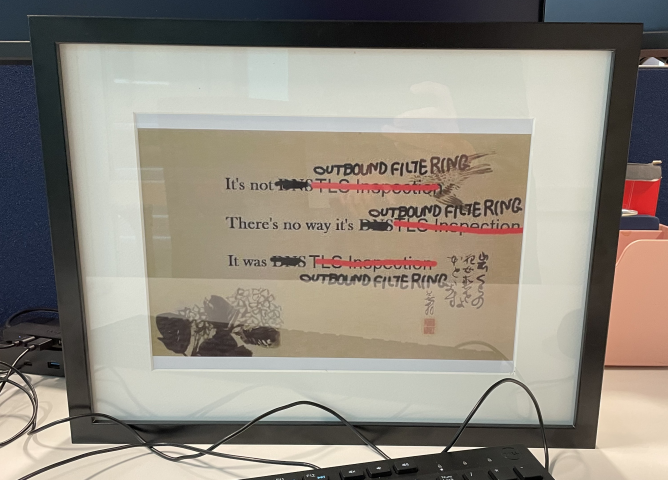 OUTBOUND FILTERING
It's not DNS TLS Inspection
OUTBOUND FILTERING
There's no way it's DNS TLS Inspection
It was DNS TLS Inspection
OUTBOUND FILTERING